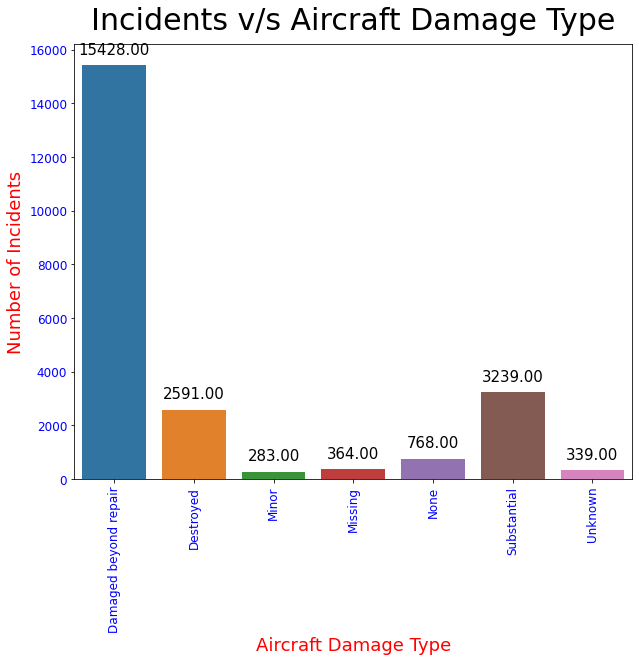 Incidents v/s Aircraft Damage Type
Number of Incidents
16000
14000
12000
10000
8000
6000
4000
2000
0
15428.00
2591.00
283.00
364.00
768.00
3239.00
339.00
Damaged beyond repair
Destroyed
Minor
Missing
None
Substantial
Unknown
Aircraft Damage Type